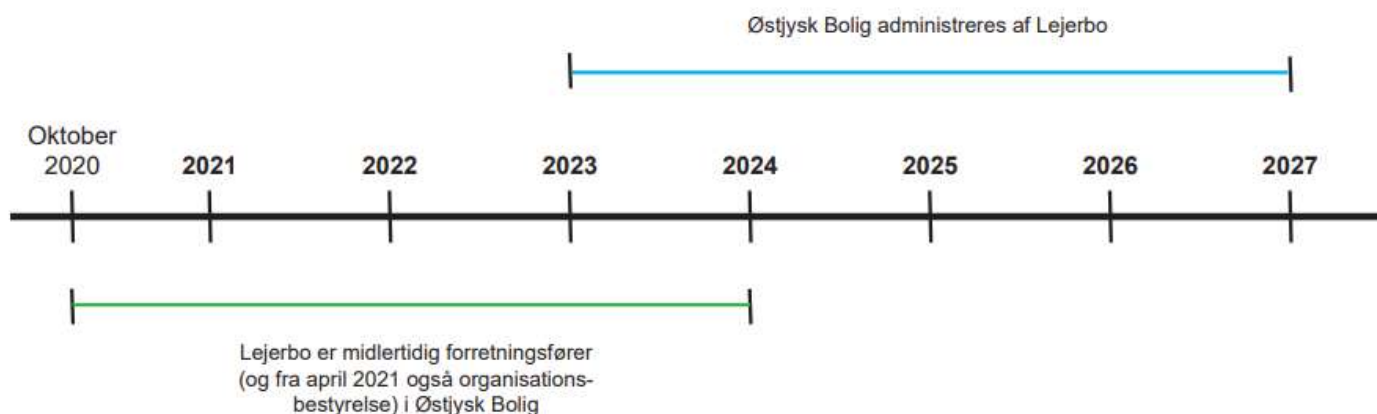 Østjysk Bolig administreres af Lejerbo
Oktober
2020 2021 2022 2023 2024 2025 2026 2027
Lejerbo er midlertidig forretningsfører
(og fra april 2021 også organisations-
bestyrelse) i Østjysk Bolig